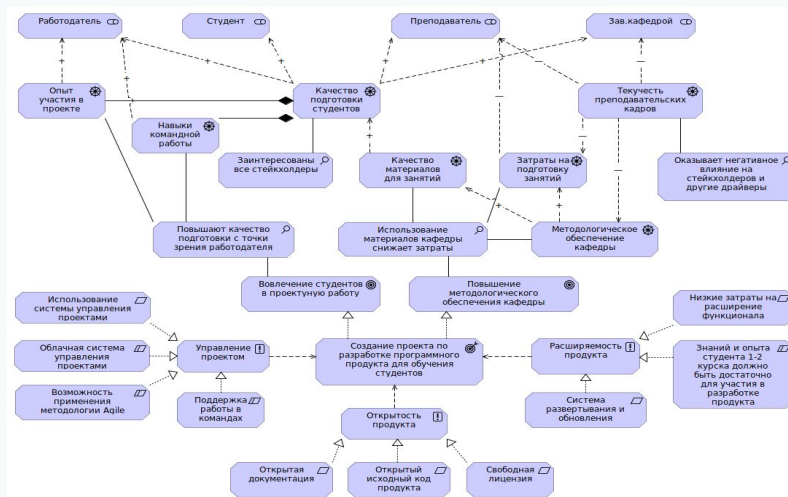 Работодатель
Студент
Преподаватель
Зав.кафедрой
Опыт
участия в
проекте
Качество
подготовки
студентов
Текучесть
преподавательских
кадров
Навыки
командной
работы
Заинтересованы
все стейкхолдеры
Качество
материалов
для занятий
Затраты на
подготовку
занятий
Оказывает негативное
влияние на
стейкхолдеров и
другие драйверы
Повышают качество
подготовки с точки
зрения работодателя
Использование
материалов кафедры
снижает затраты
Методологическое
обеспечение
кафедры
Вовлечение студентов
в проектуную работу
Повышение
методологического
обеспечения кафедры
Использование
системы управления
проектами
Низкие затраты на
расширение
функционала
Облачная система
управления
проектами
Управление
проектом
Создание проекта по
разработке программного
продукта для обучения
студентов
Расширяемость
продукта
Знаний и опыта
студента 1-2
курска должно
быть достаточно
для участия в
разработке
продукта
Возможность
применения
методологии Agile
Поддержка
работы в
командах
Открытость
продукта
Система
развертывания и
обновления
Открытая
документация
Открытый
исходный код
продукта
Свободная
лицензия